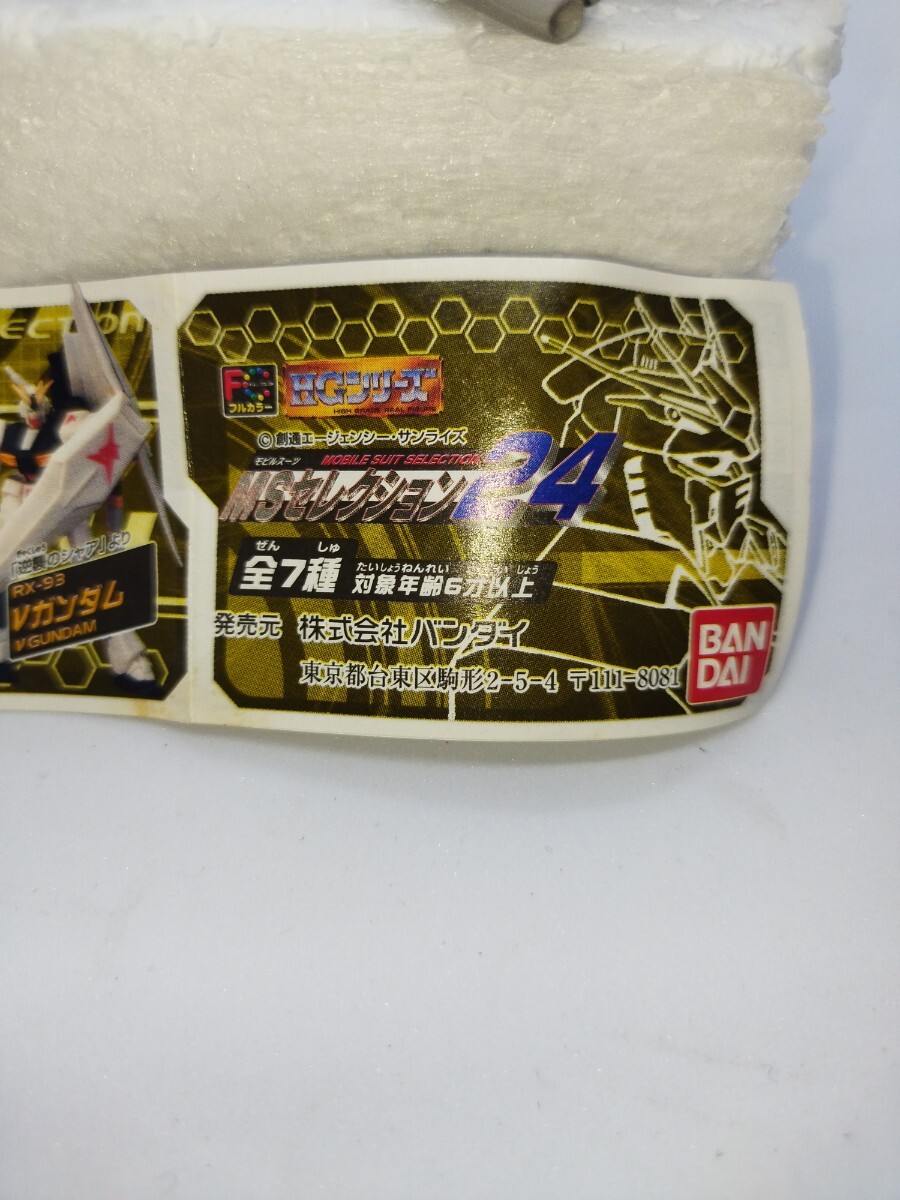 ECTION
「逆襲のシャア」より
RX-93
νガンダム
ν GUNDAM
フルカラー
HGシリーズ
HIGH GRADE REAL FIGURE
© 創通エージェンシー・サンライズ
モビルスーツ
MOBILE SUIT SELECTION
MSセレクション24
ぜん しゅ
全7種
たいしょうねんれい さいいじょう
対象年齢6才以上
発売元 株式会社バンダイ
東京都台東区駒形2-5-4 〒111-8081
BAN
DAI